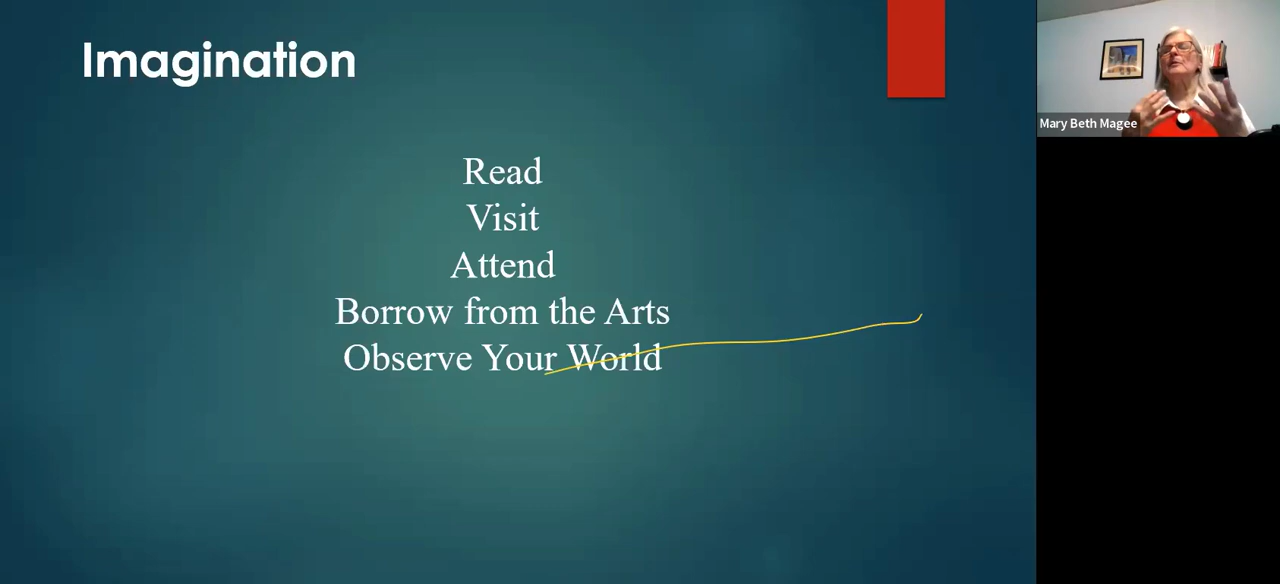 Imagination
Read
Visit
Attend
Borrow from the Arts
Observe Your World
Mary Beth Magee